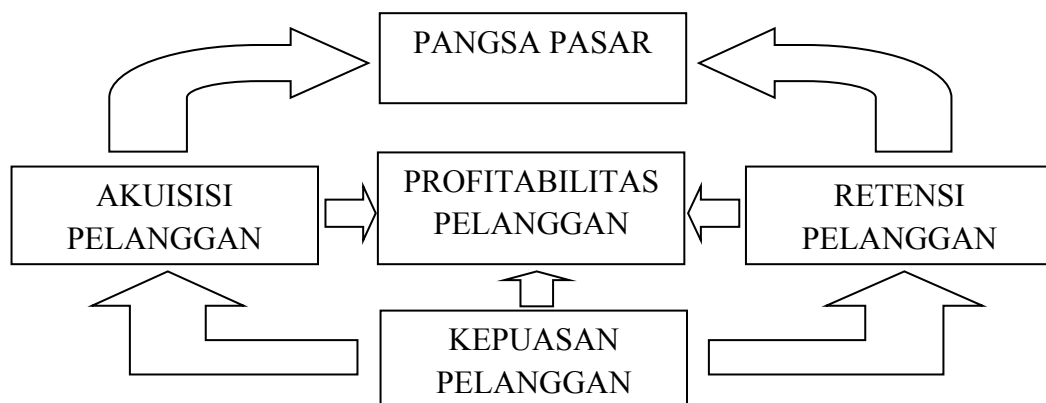 PANGSA PASAR
AKUISISI
PELANGGAN
PROFITABILITAS
PELANGGAN
RETENSI
PELANGGAN
KEPUASAN
PELANGGAN